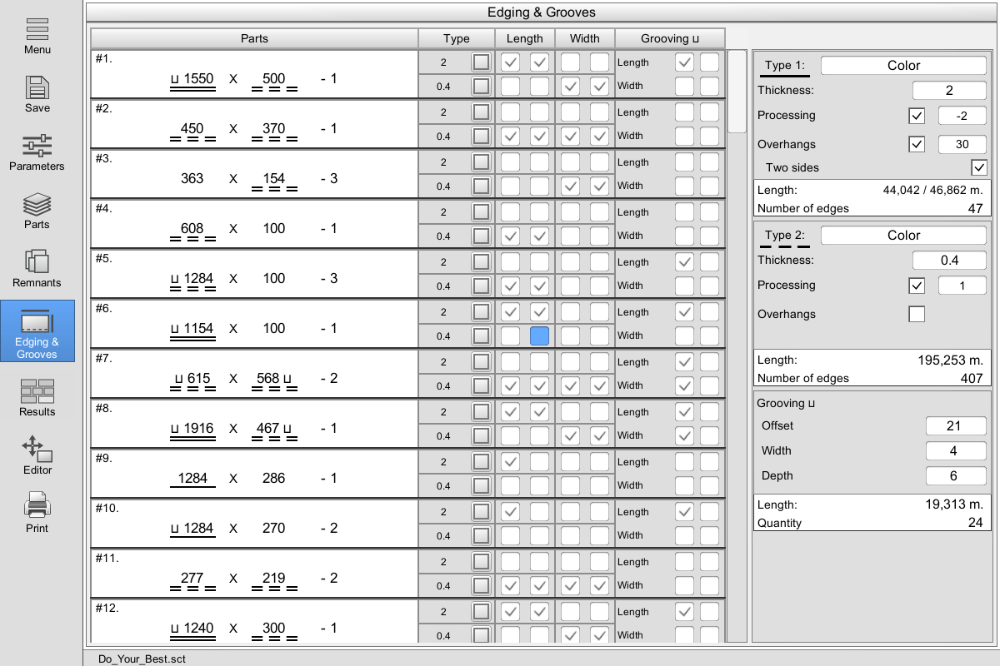 Edging & Grooves
Menu
Save
Parameters
Parts
Remnants
Edging &
Grooves
Results
Editor
Print
Parts Type Length Width Grooving ⊔
#1.
⊔ 1550 X 500 - 1
2 Length
0.4 Width
#2.
450 X 370 - 1
2 Length
0.4 Width
#3.
363 X 154 - 3
2 Length
0.4 Width
#4.
608 X 100 - 1
2 Length
0.4 Width
#5.
⊔ 1284 X 100 - 3
2 Length
0.4 Width
#6.
⊔ 1154 X 100 - 1
2 Length
0.4 Width
#7.
⊔ 615 X 568 ⊔ - 2
2 Length
0.4 Width
#8.
⊔ 1916 X 467 ⊔ - 1
2 Length
0.4 Width
#9.
1284 X 286 - 1
2 Length
0.4 Width
#10.
⊔ 1284 X 270 - 2
2 Length
0.4 Width
#11.
277 X 219 - 2
2 Length
0.4 Width
#12.
⊔ 1240 X 300 - 1
2 Length
0.4 Width
Type 1: Color
Thickness: 2
Processing -2
Overhangs 30
Two sides
Length: 44,042 / 46,862 m.
Number of edges 47
Type 2: Color
Thickness: 0.4
Processing 1
Overhangs
Length: 195,253 m.
Number of edges 407
Grooving ⊔
Offset 21
Width 4
Depth 6
Length: 19,313 m.
Quantity 24
Do_Your_Best.sct